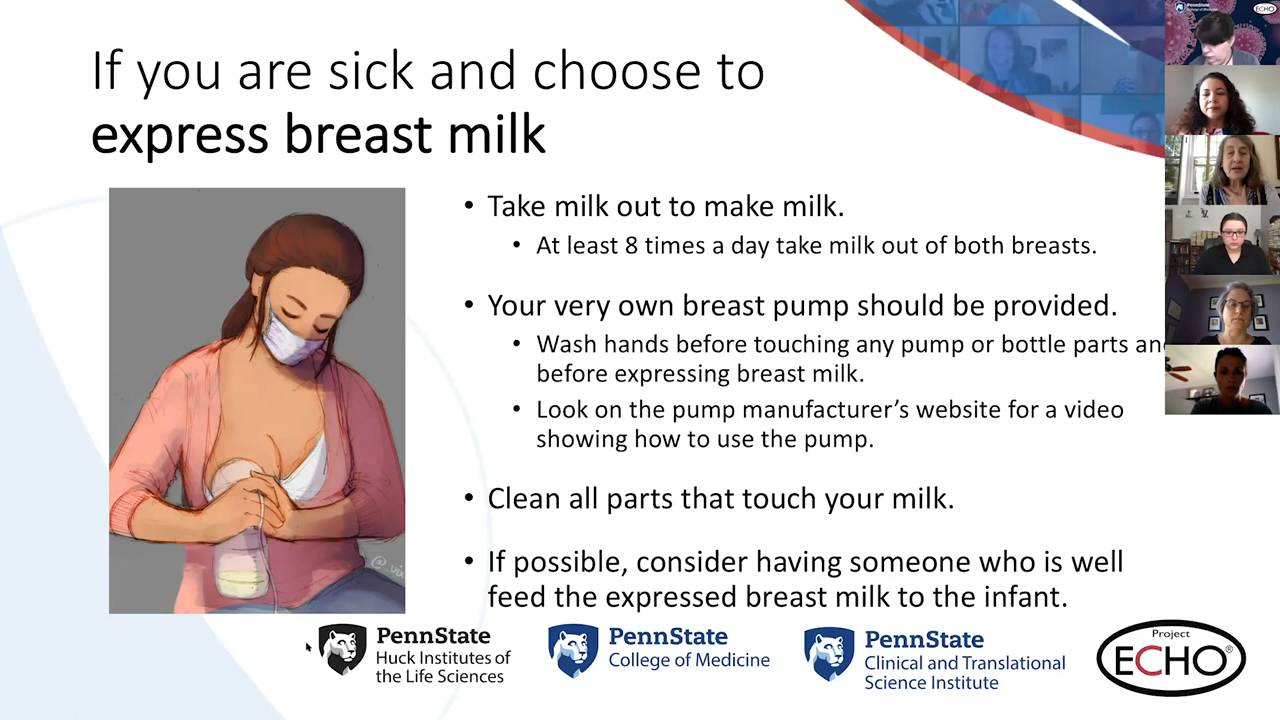 If you are sick and choose to
express breast milk
• Take milk out to make milk.
• At least 8 times a day take milk out of both breasts.
• Your very own breast pump should be provided.
• Wash hands before touching any pump or bottle parts
before expressing breast milk.
• Look on the pump manufacturer’s website for a video
showing how to use the pump.
• Clean all parts that touch your milk.
• If possible, consider having someone who is well
feed the expressed breast milk to the infant.
PennState
Huck Institutes of
the Life Sciences
PennState
College of Medicine
PennState
Clinical and Translational
Science Institute
Project
ECHO®
PennState
College of Medicine
ECHO